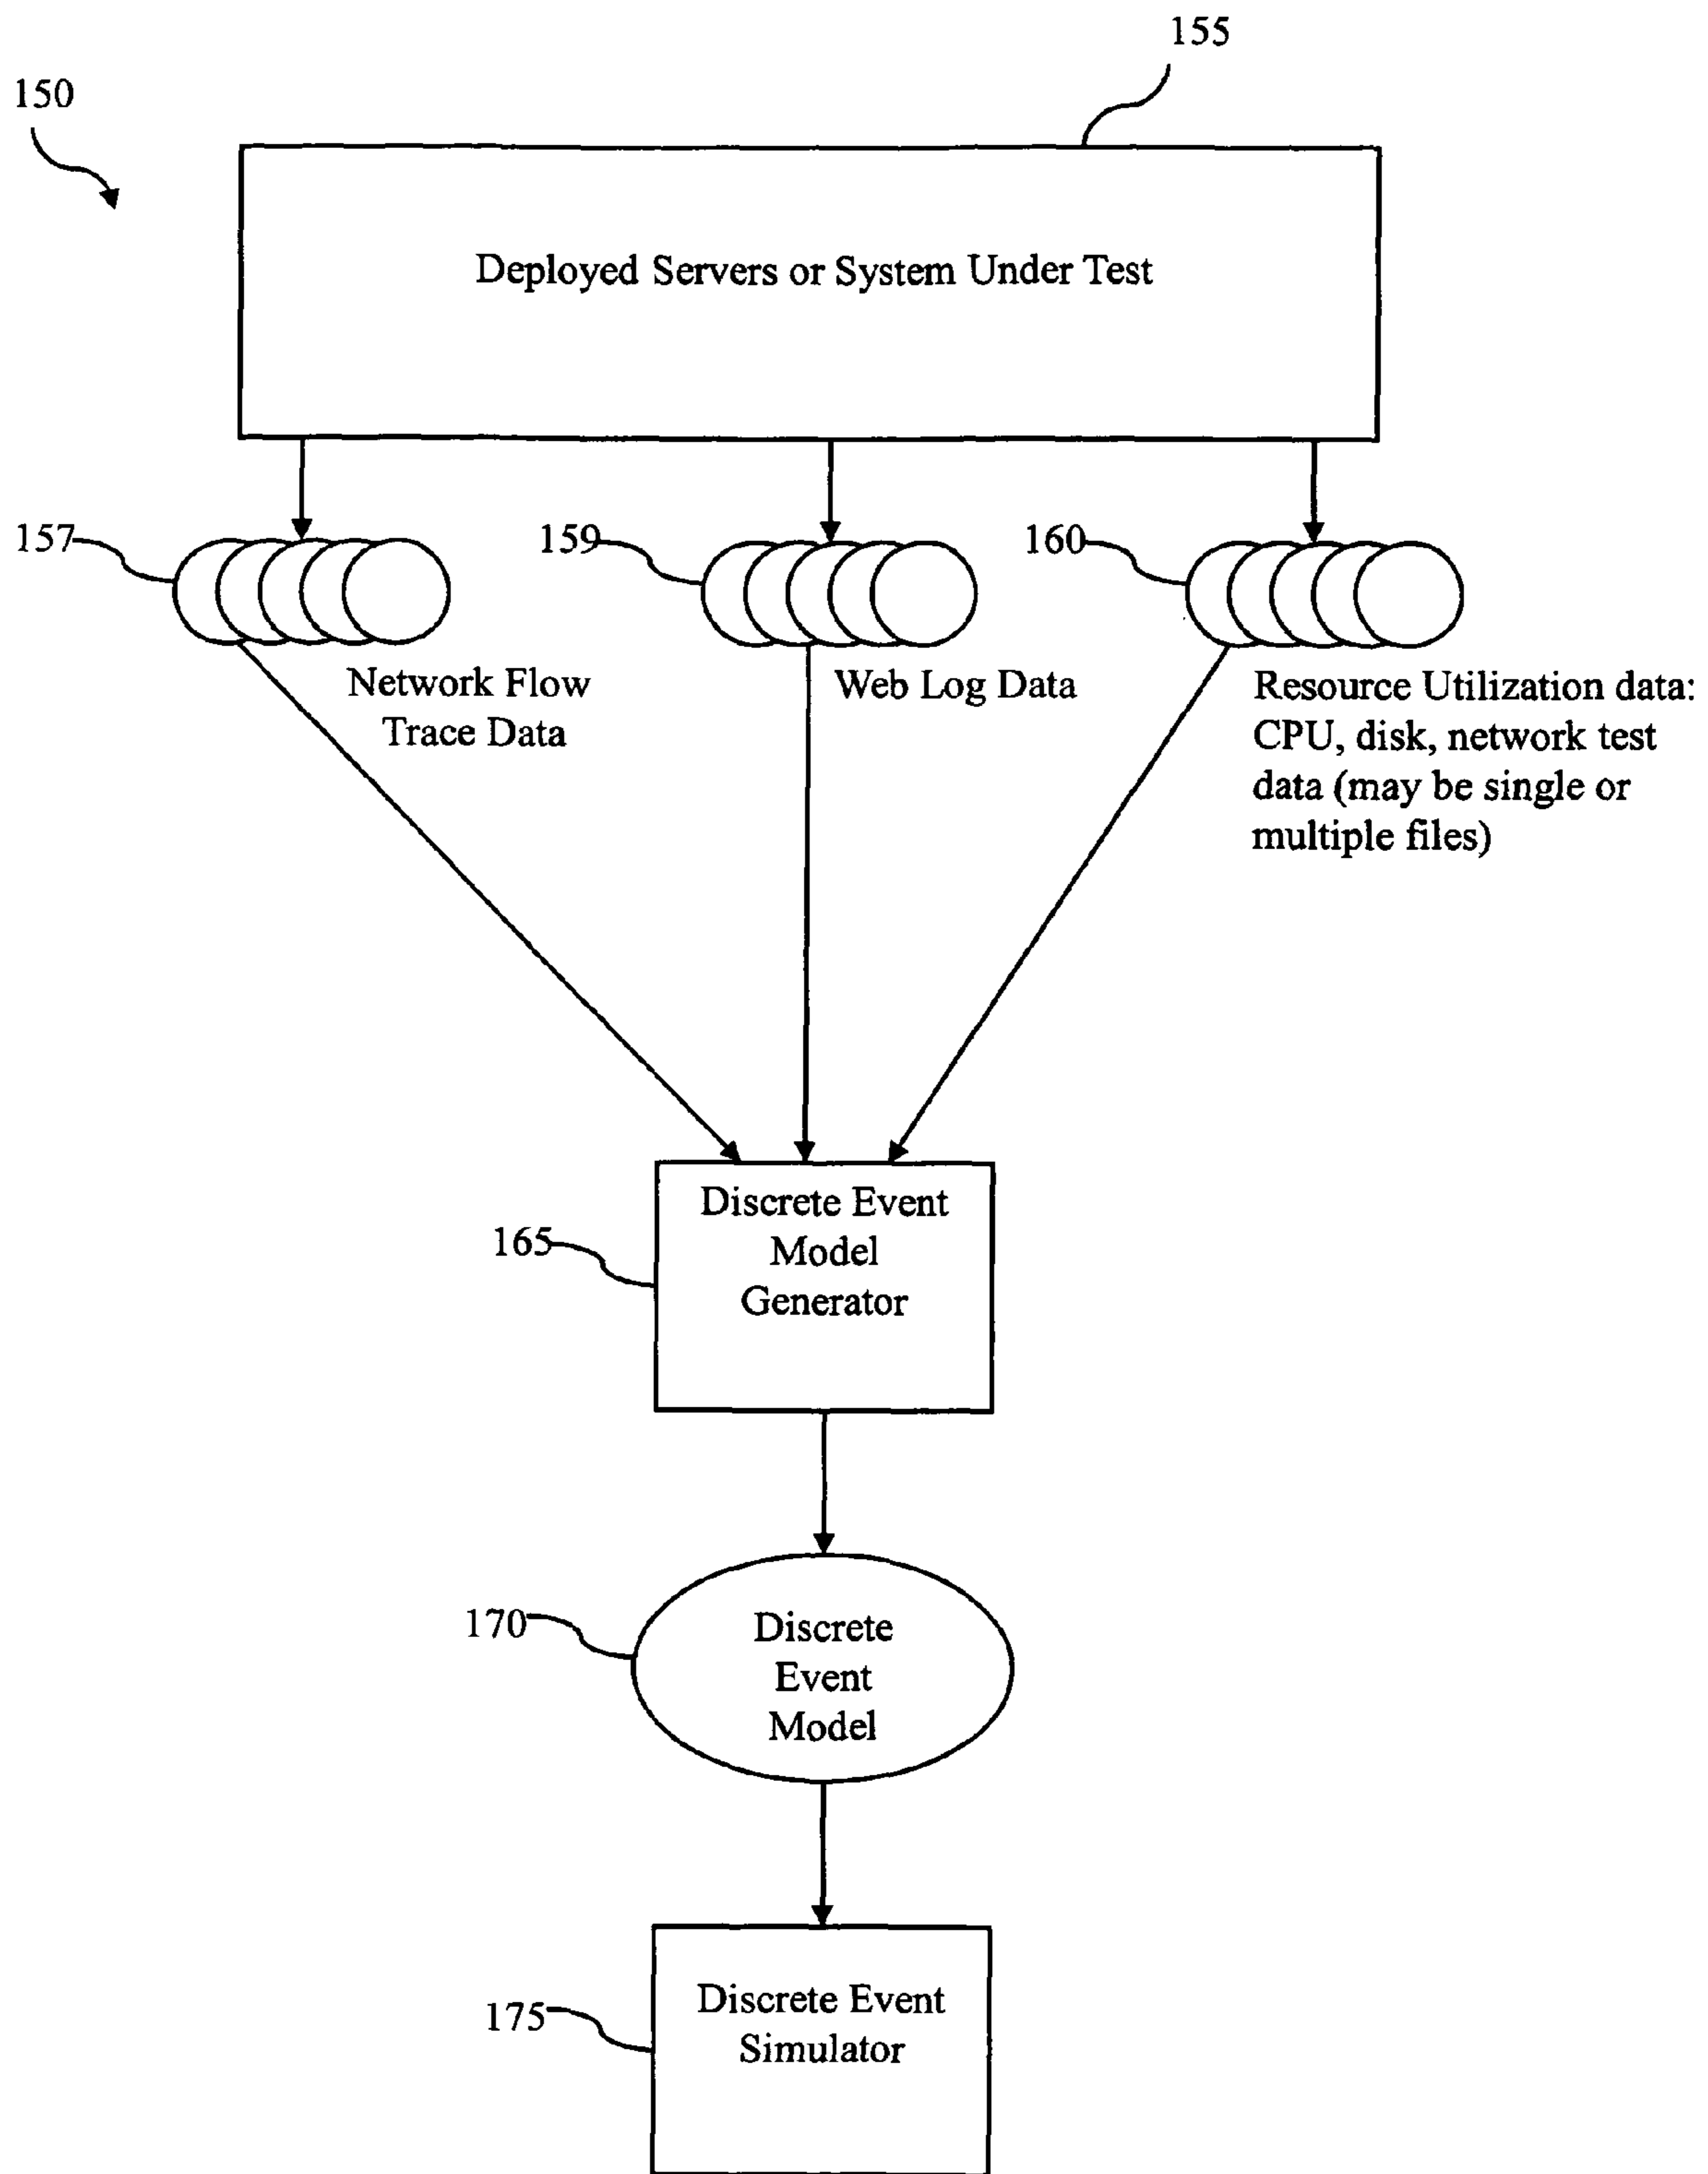 155
150
Deployed Servers or System Under Test
157
159
160
Network Flow
Trace Data
Web Log Data
Resource Utilization data:
CPU, disk, network test
data (may be single or
multiple files)
Discrete Event
Model
Generator
165
170
Discrete
Event
Model
175
Discrete Event
Simulator